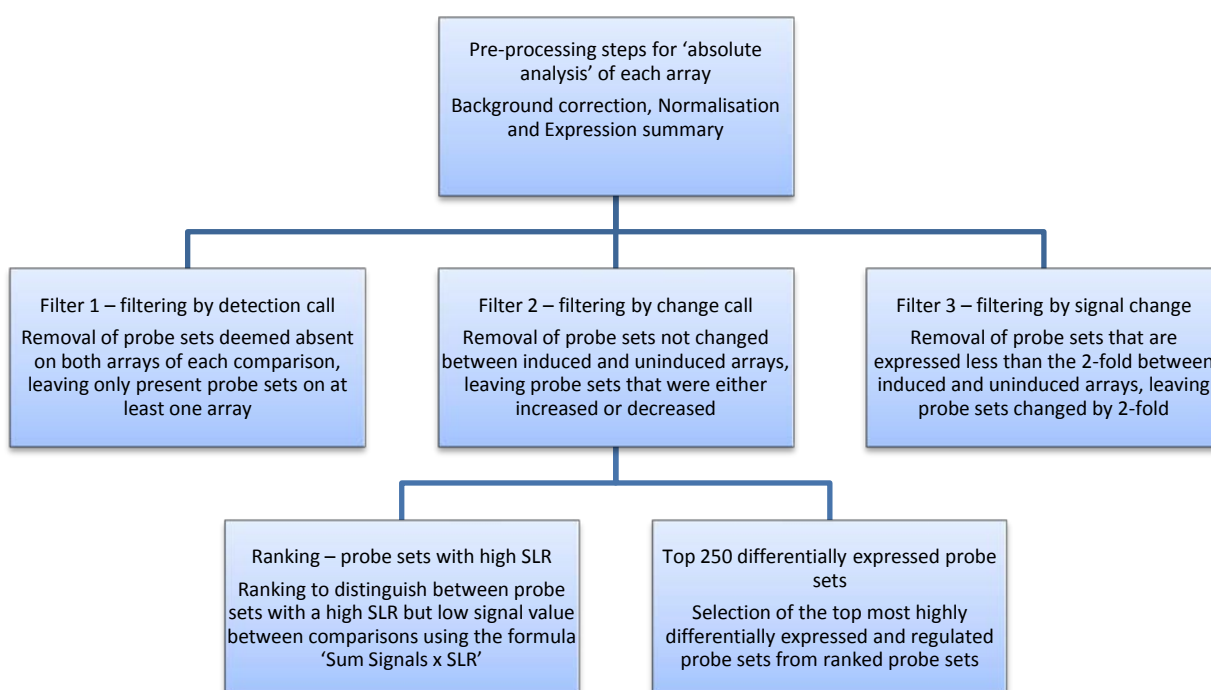 Pre-processing steps for ‘absolute
analysis’ of each array
Background correction, Normalisation
and Expression summary
Filter 1 – filtering by detection call
Removal of probe sets deemed absent
on both arrays of each comparison,
leaving only present probe sets on at
least one array
Filter 2 – filtering by change call
Removal of probe sets not changed
between induced and uninduced arrays,
leaving probe sets that were either
increased or decreased
Filter 3 – filtering by signal change
Removal of probe sets that are
expressed less than the 2-fold between
induced and uninduced arrays, leaving
probe sets changed by 2-fold
Ranking – probe sets with high SLR
Ranking to distinguish between probe
sets with a high SLR but low signal value
between comparisons using the formula
‘Sum Signals x SLR’
Top 250 differentially expressed probe
sets
Selection of the top most highly
differentially expressed and regulated
probe sets from ranked probe sets